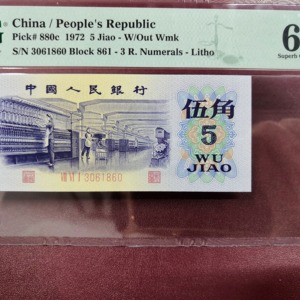 China / People's Republic
Pick# 880c 1972 5 Jiao - W/Out Wmk
S/N 3061860 Block 861 - 3 R. Numerals - Litho
6
Superb
中国人民银行
伍角
5
WU
JIAO
3061860